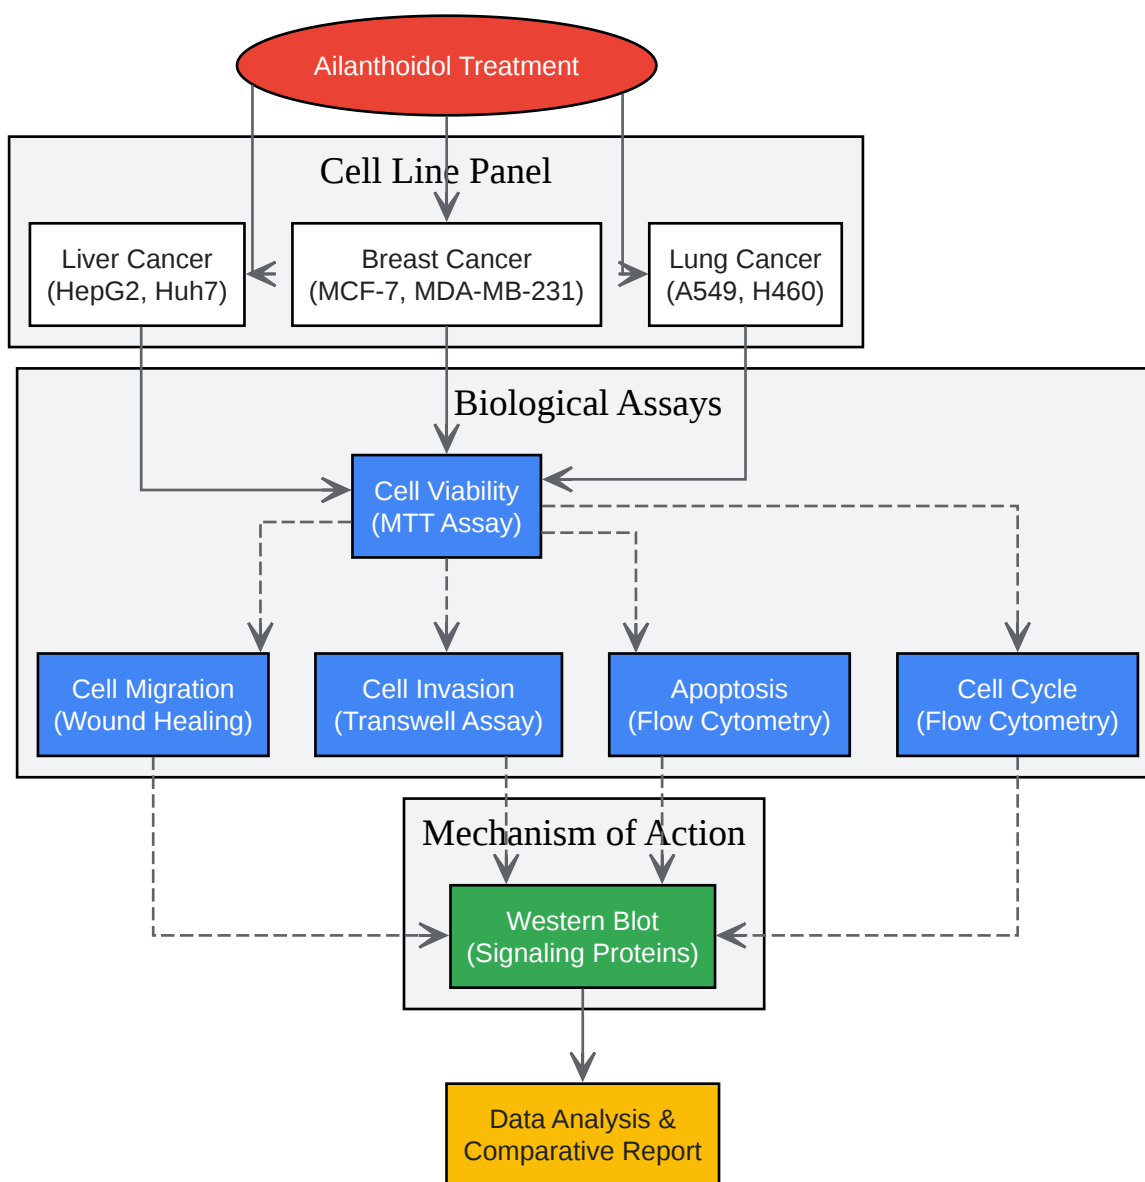 Ailanthoidol Treatment
Cell Line Panel
Liver Cancer
(HepG2, Huh7)
Breast Cancer
(MCF-7, MDA-MB-231)
Lung Cancer
(A549, H460)
Biological Assays
Cell Viability
(MTT Assay)
Cell Migration
(Wound Healing)
Cell Invasion
(Transwell Assay)
Apoptosis
(Flow Cytometry)
Cell Cycle
(Flow Cytometry)
Mechanism of Action
Western Blot
(Signaling Proteins)
Data Analysis &
Comparative Report